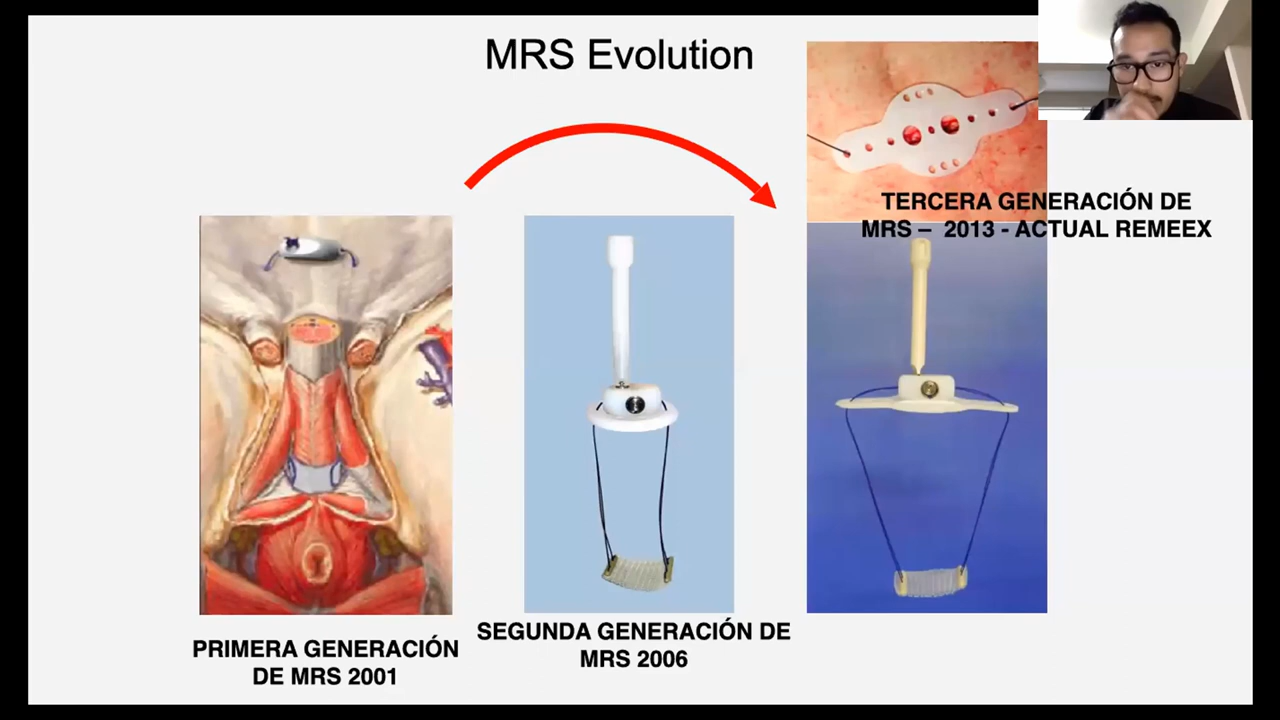 MRS Evolution
TERCERA GENERACIÓN DE
MRS – 2013 - ACTUAL REMEEX
PRIMERA GENERACIÓN
DE MRS 2001
SEGUNDA GENERACIÓN DE
MRS 2006